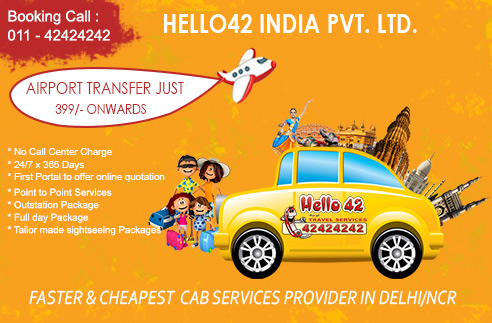 Booking Call :
011 - 42424242
HELLO42 INDIA PVT. LTD.
AIRPORT TRANSFER JUST
399/- ONWARDS
* No Call Center Charge
* 24/7 x 365 Days
* First Portal to offer online quotation
* Point to Point Services
* Outstation Package
* Full day Package
* Tailor made sightseeing Packages
Hello 42
TRAVEL SERVICES
42424242
FASTER & CHEAPEST CAB SERVICES PROVIDER IN DELHI/NCR